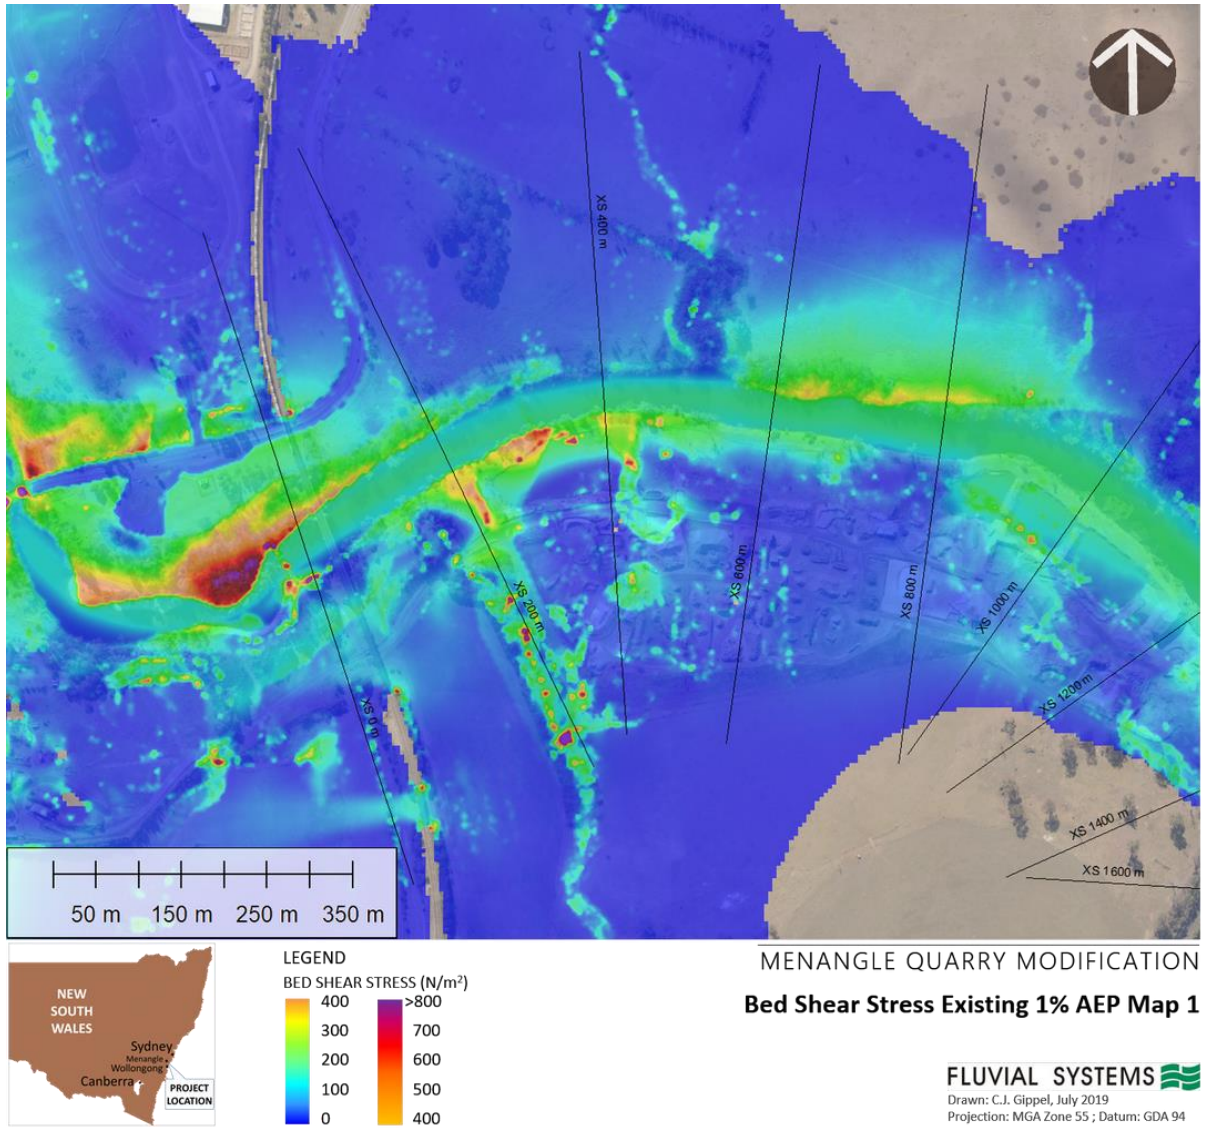 XS 400 m
XS 600 m
XS 800 m
XS 1000 m
XS 200 m
XS 0 m
XS 1200 m
XS 1400 m
XS 1600 m
50 m 150 m 250 m 350 m
MENANGLE QUARRY MODIFICATION
Bed Shear Stress Existing 1% AEP Map 1
NEW
SOUTH
WALES
Sydney
Menangle
Wollongong
Canberra
PROJECT
LOCATION
LEGEND
BED SHEAR STRESS (N/m²)
400 >800
300 700
200 600
100 500
0 400
FLUVIAL SYSTEMS
Drawn: C.J. Gippel, July 2019
Projection: MGA Zone 55 ; Datum: GDA 94